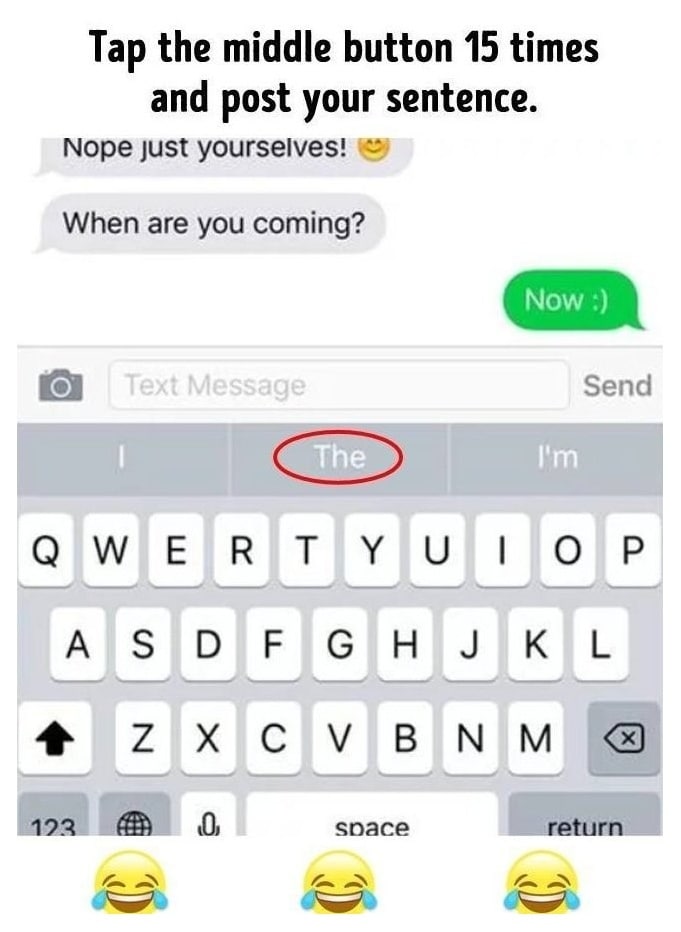 Tap the middle button 15 times
and post your sentence.
Nope just yourselves! 😊
When are you coming?
Now :)
Text Message Send
I The I'm
Q W E R T Y U I O P
A S D F G H J K L
Z X C V B N M
123 space return